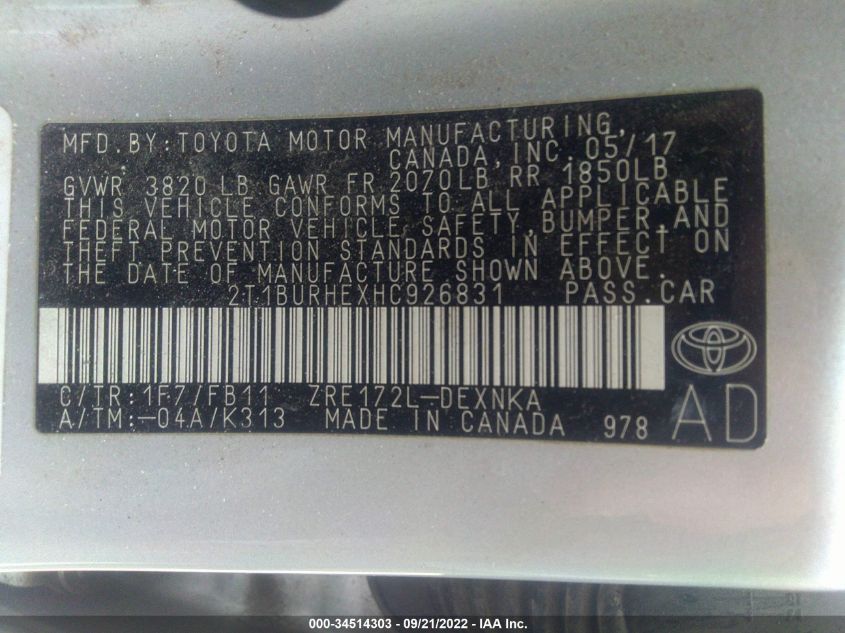 MFD.BY:TOYOTA MOTOR MANUFACTURING,
CANADA,INC.05/17
GVWR 3820 LB GAWR FR 2070LB RR 1850LB
THIS VEHICLE CONFORMS TO ALL APPLICABLE
FEDERAL MOTOR VEHICLE SAFETY,BUMPER,AND
THEFT PREVENTION STANDARDS IN EFFECT ON
THE DATE OF MANUFACTURE SHOWN ABOVE.
2T1BURHEXHC926831 PASS.CAR
C/TR:1F7/FB11 ZRE172L-DEXNKA
A/TM:-04A/K313 MADE IN CANADA 978 AD
000-34514303 - 09/21/2022 - IAA Inc.